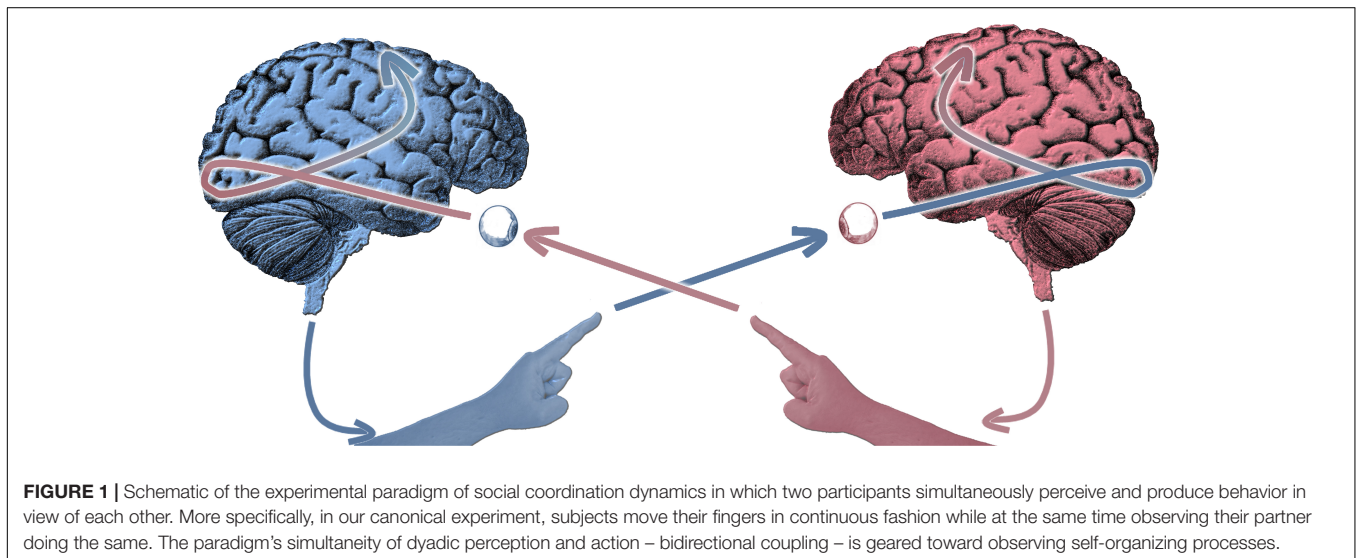 FIGURE 1 | Schematic of the experimental paradigm of social coordination dynamics in which two participants simultaneously perceive and produce behavior in
view of each other. More specifically, in our canonical experiment, subjects move their fingers in continuous fashion while at the same time observing their partner
doing the same. The paradigm's simultaneity of dyadic perception and action – bidirectional coupling – is geared toward observing self-organizing processes.